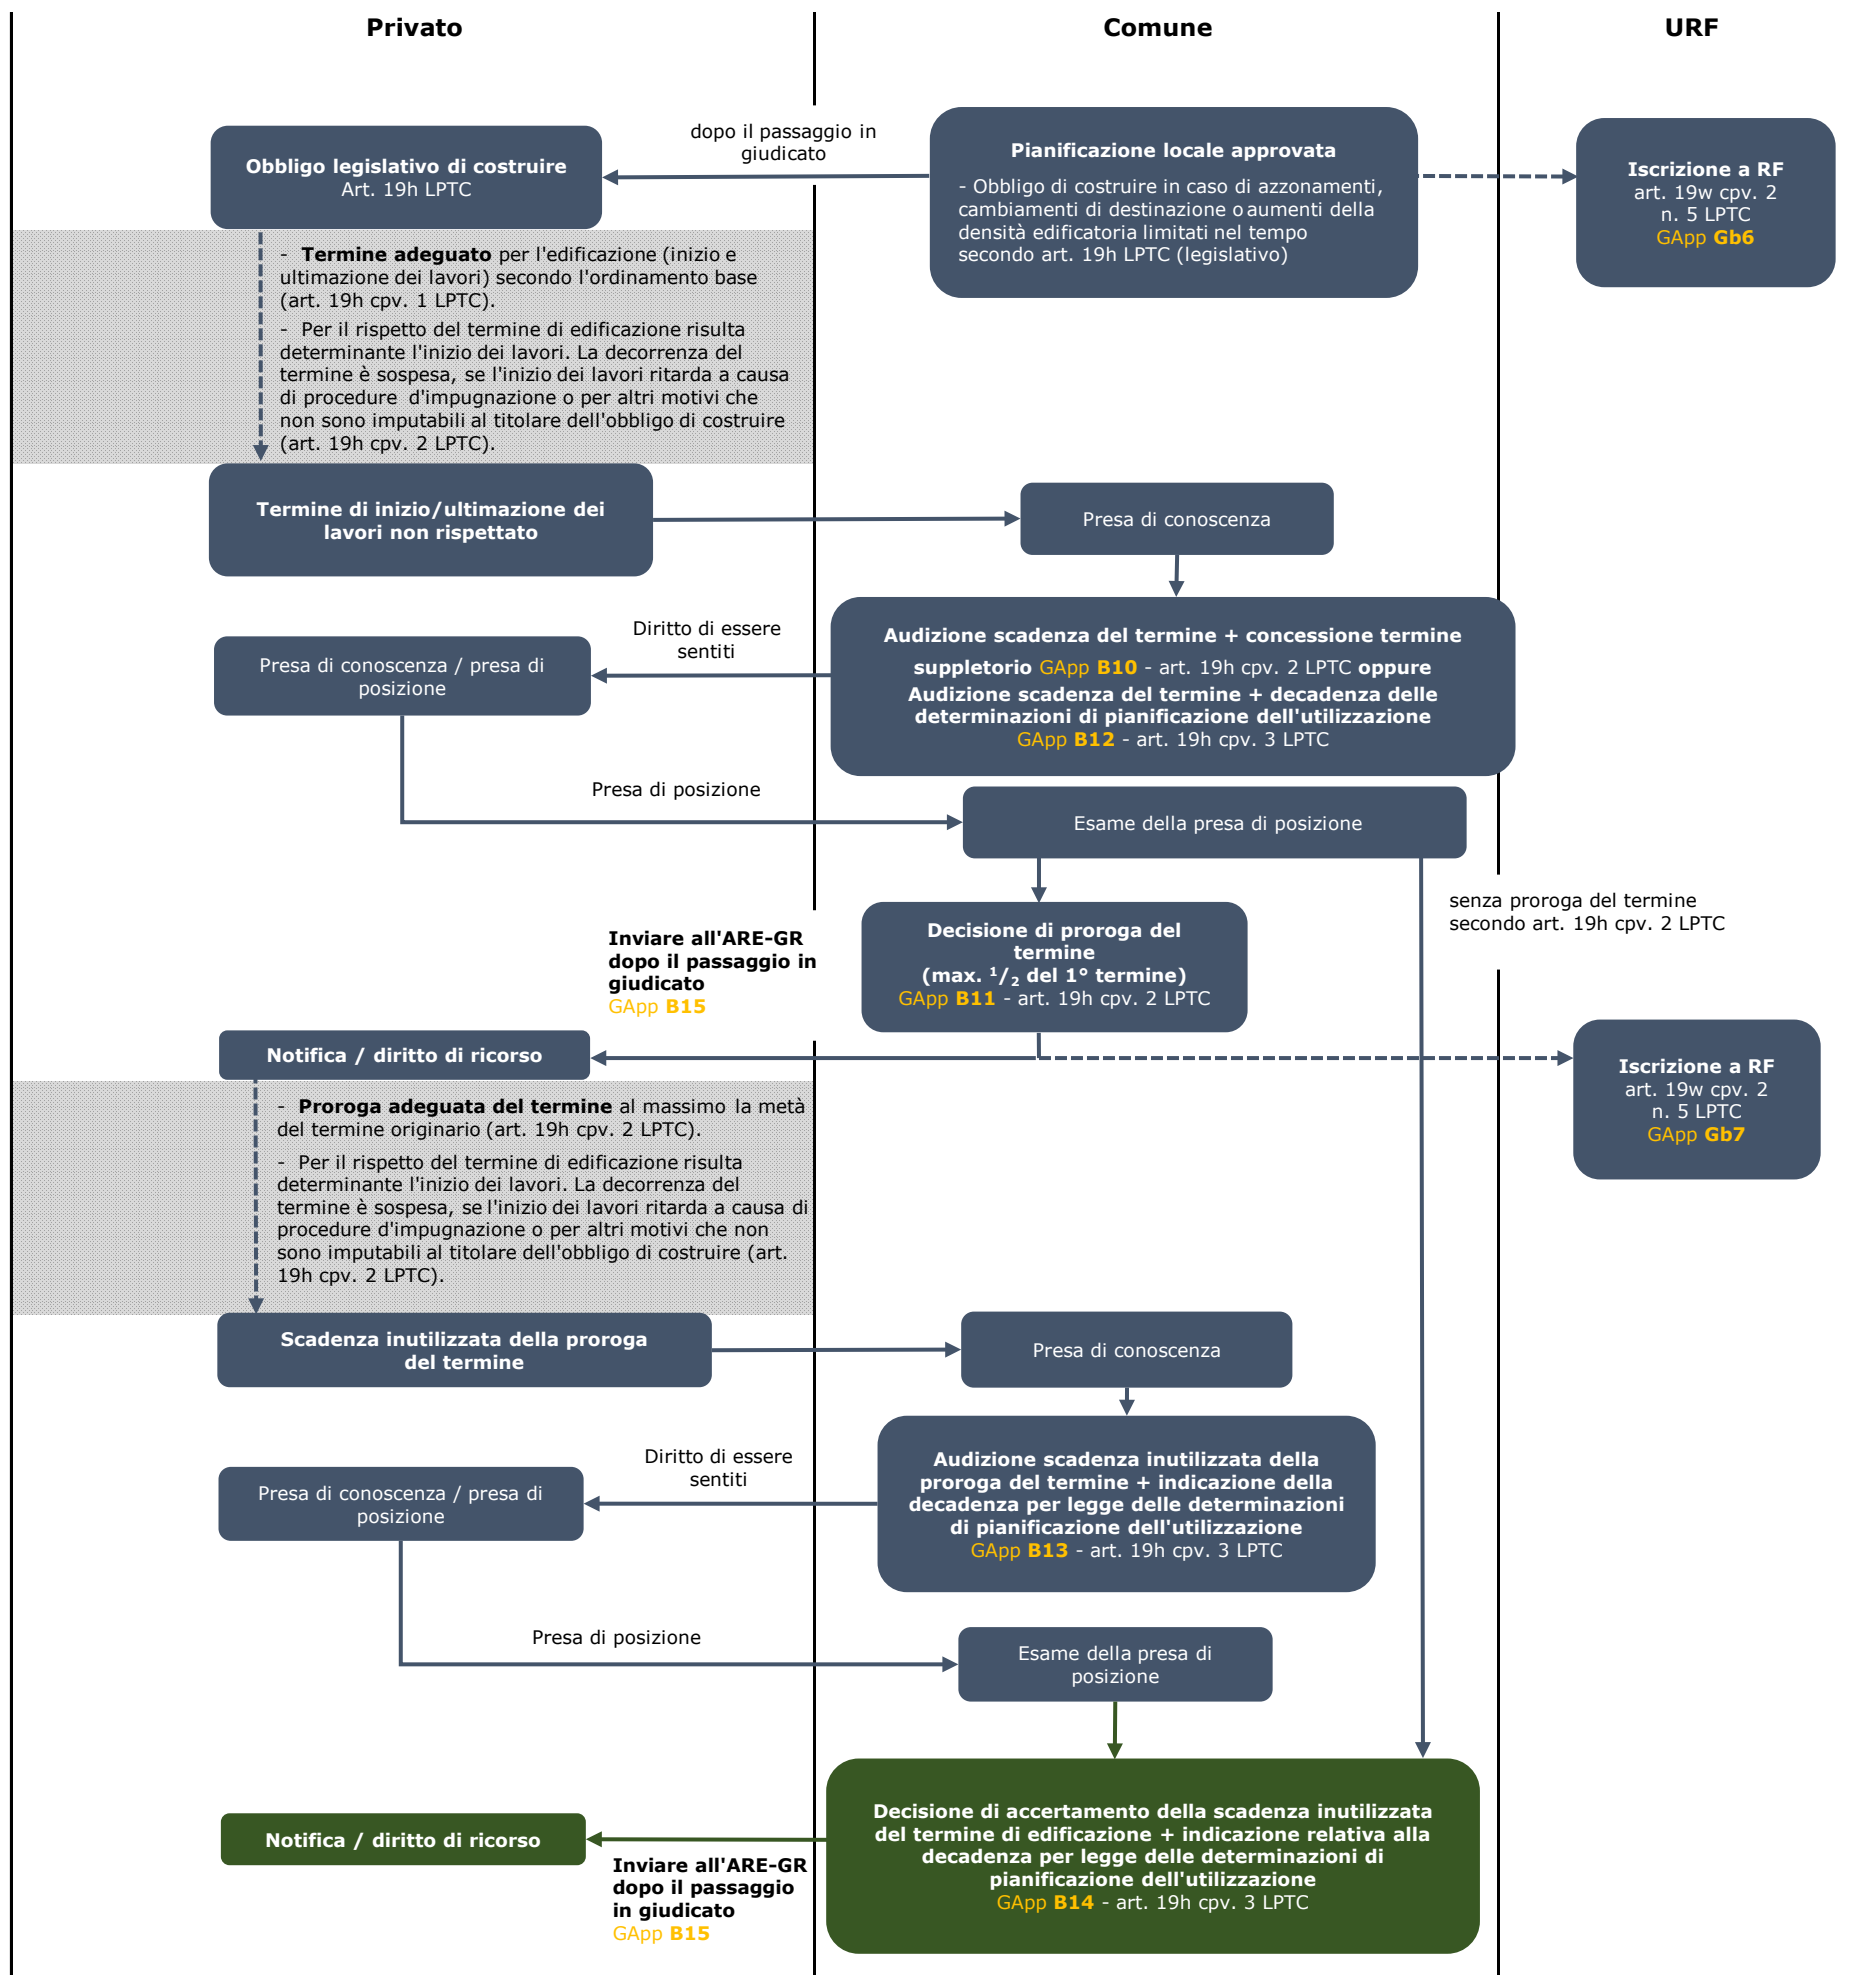 Privato
Comune
URF
dopo il passaggio in
giudicato
Obbligo legislativo di costruire
Art. 19h LPTC
Pianificazione locale approvata
- Obbligo di costruire in caso di azzonamenti,
cambiamenti di destinazione o aumenti della
densità edificatoria limitati nel tempo
secondo art. 19h LPTC (legislativo)
Iscrizione a RF
art. 19w cpv. 2
n. 5 LPTC
GApp Gb6
- Termine adeguato per l'edificazione (inizio e
ultimazione dei lavori) secondo l'ordinamento base
(art. 19h cpv. 1 LPTC).
- Per il rispetto del termine di edificazione risulta
determinante l'inizio dei lavori. La decorrenza del
termine è sospesa, se l'inizio dei lavori ritarda a causa
di procedure d'impugnazione o per altri motivi che
non sono imputabili al titolare dell'obbligo di costruire
(art. 19h cpv. 2 LPTC).
Termine di inizio/ultimazione dei
lavori non rispettato
Presa di conoscenza
Diritto di essere
sentiti
Presa di conoscenza / presa di
posizione
Audizione scadenza del termine + concessione termine
suppletorio GApp B10 - art. 19h cpv. 2 LPTC oppure
Audizione scadenza del termine + decadenza delle
determinazioni di pianificazione dell'utilizzazione
GApp B12 - art. 19h cpv. 3 LPTC
Presa di posizione
Esame della presa di posizione
senza proroga del termine
secondo art. 19h cpv. 2 LPTC
Inviare all'ARE-GR
dopo il passaggio in
giudicato
GApp B15
Decisione di proroga del
termine
(max. 1/2 del 1° termine)
GApp B11 - art. 19h cpv. 2 LPTC
Notifica / diritto di ricorso
Iscrizione a RF
art. 19w cpv. 2
n. 5 LPTC
GApp Gb7
- Proroga adeguata del termine al massimo la metà
del termine originario (art. 19h cpv. 2 LPTC).
- Per il rispetto del termine di edificazione risulta
determinante l'inizio dei lavori. La decorrenza del
termine è sospesa, se l'inizio dei lavori ritarda a causa di
procedure d'impugnazione o per altri motivi che non
sono imputabili al titolare dell'obbligo di costruire (art.
19h cpv. 2 LPTC).
Scadenza inutilizzata della proroga
del termine
Presa di conoscenza
Diritto di essere
sentiti
Presa di conoscenza / presa di
posizione
Audizione scadenza inutilizzata della
proroga del termine + indicazione della
decadenza per legge delle determinazioni
di pianificazione dell'utilizzazione
GApp B13 - art. 19h cpv. 3 LPTC
Presa di posizione
Esame della presa di
posizione
Notifica / diritto di ricorso
Decisione di accertamento della scadenza inutilizzata
del termine di edificazione + indicazione relativa alla
decadenza per legge delle determinazioni di
pianificazione dell'utilizzazione
GApp B14 - art. 19h cpv. 3 LPTC
Inviare all'ARE-GR
dopo il passaggio
in giudicato
GApp B15